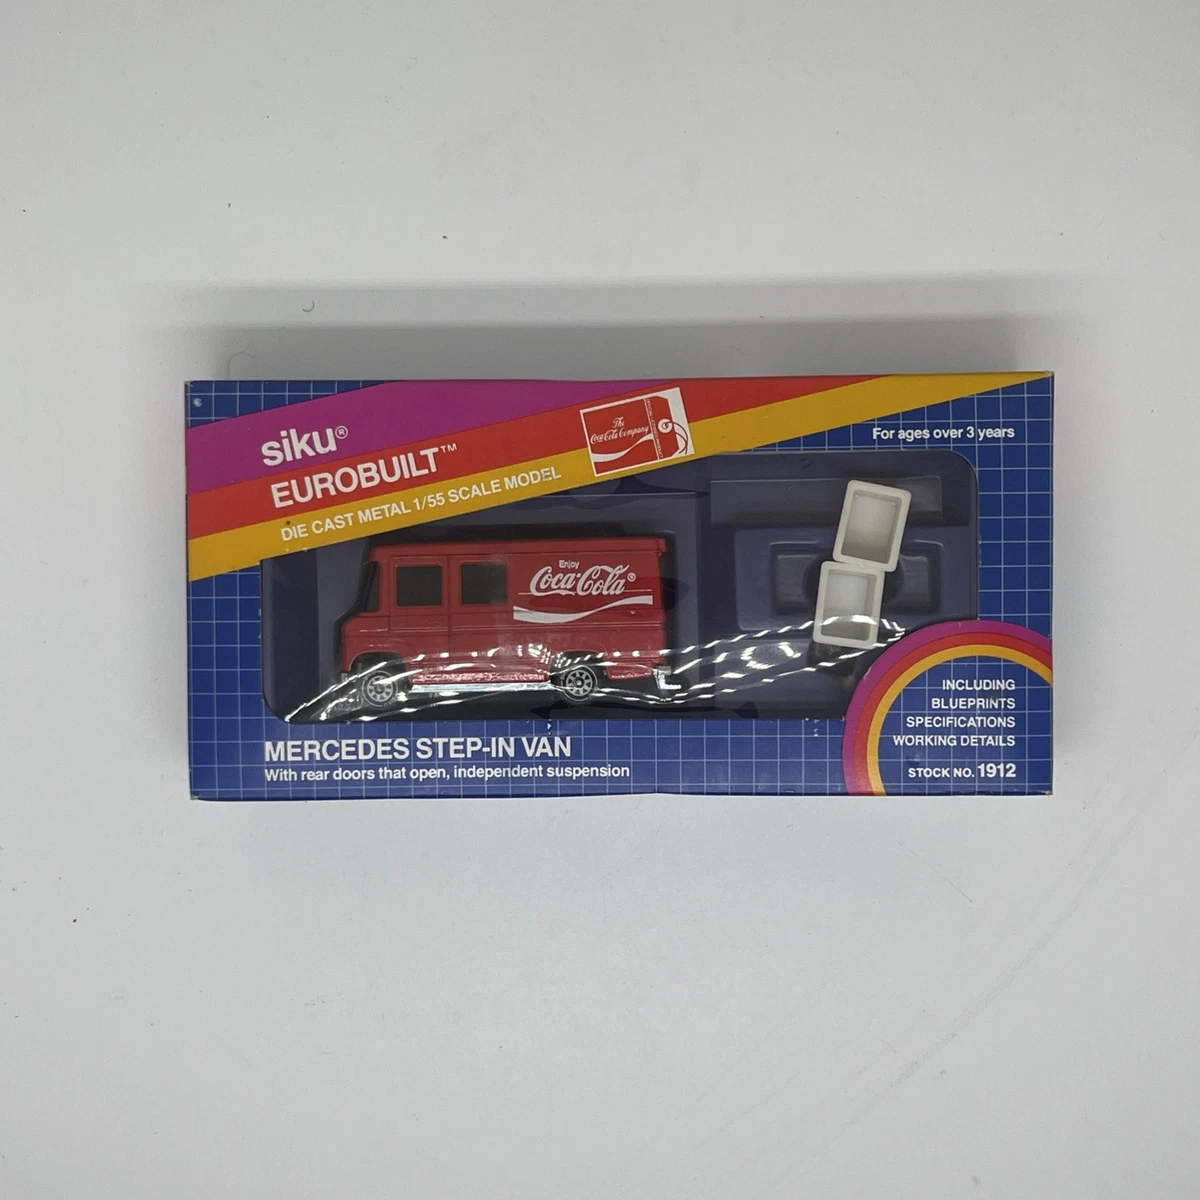 siku®
EUROBUILT™
DIE CAST METAL 1/55 SCALE MODEL
The
Coca-Cola Company
For ages over 3 years
Enjoy
Coca-Cola®
INCLUDING
BLUEPRINTS
SPECIFICATIONS
WORKING DETAILS
STOCK NO. 1912
MERCEDES STEP-IN VAN
With rear doors that open, independent suspension